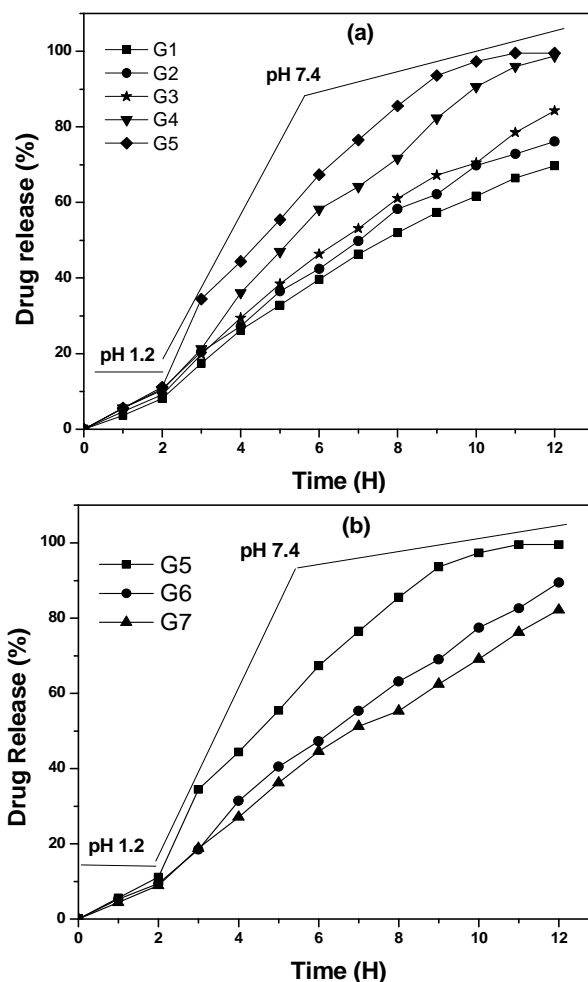 (a)
G1
G2
G3
G4
G5
pH 7.4
pH 1.2
100
80
60
40
20
0
Drug release (%)
0 2 4 6 8 10 12
Time (H)
(b)
G5
G6
G7
pH 7.4
pH 1.2
100
80
60
40
20
0
Drug Release (%)
0 2 4 6 8 10 12
Time (H)